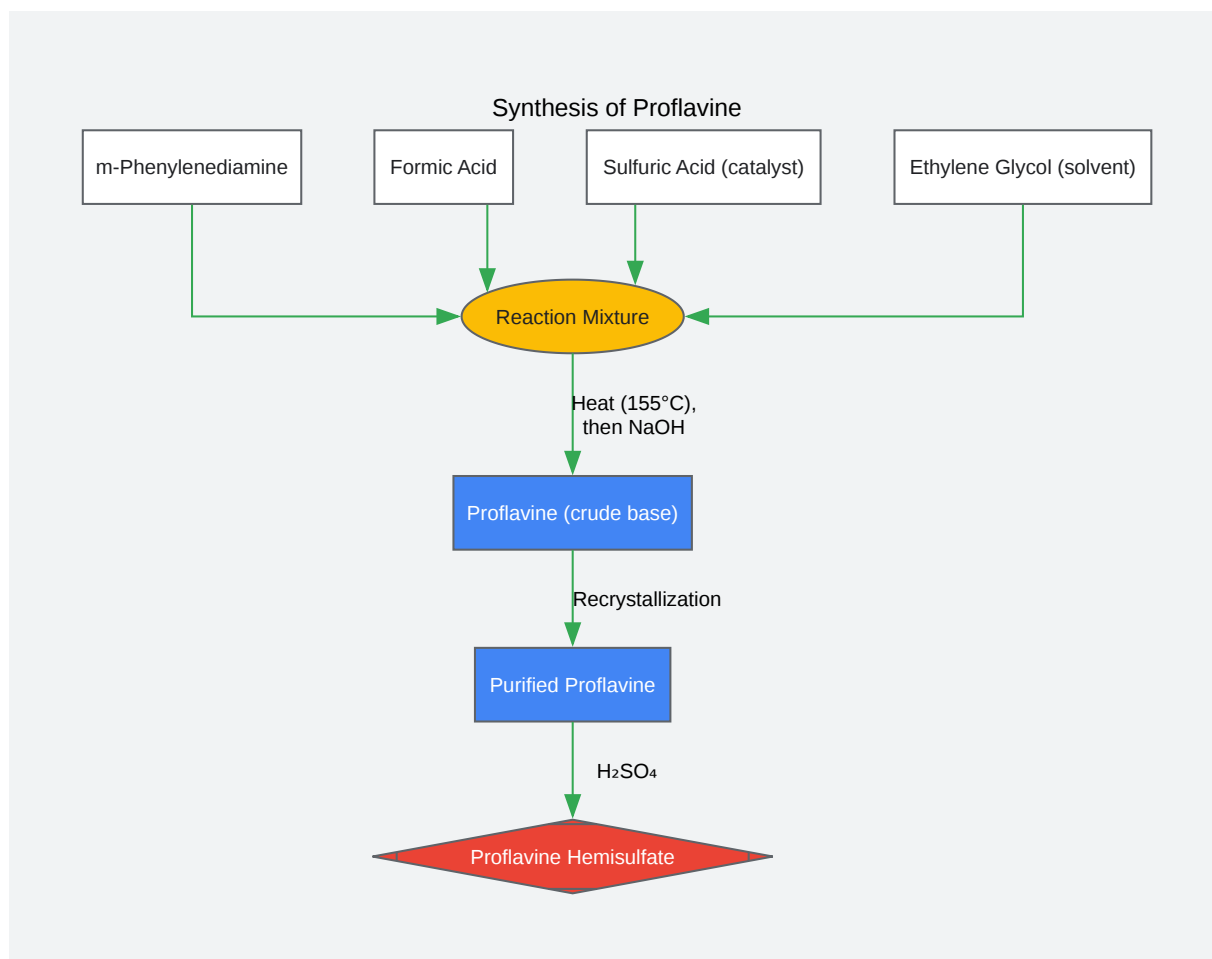 Synthesis of Proflavine
m-Phenylenediamine
Formic Acid
Sulfuric Acid (catalyst)
Ethylene Glycol (solvent)
Reaction Mixture
Heat (155°C),
then NaOH
Proflavine (crude base)
Recrystallization
Purified Proflavine
H₂SO₄
Proflavine Hemisulfate